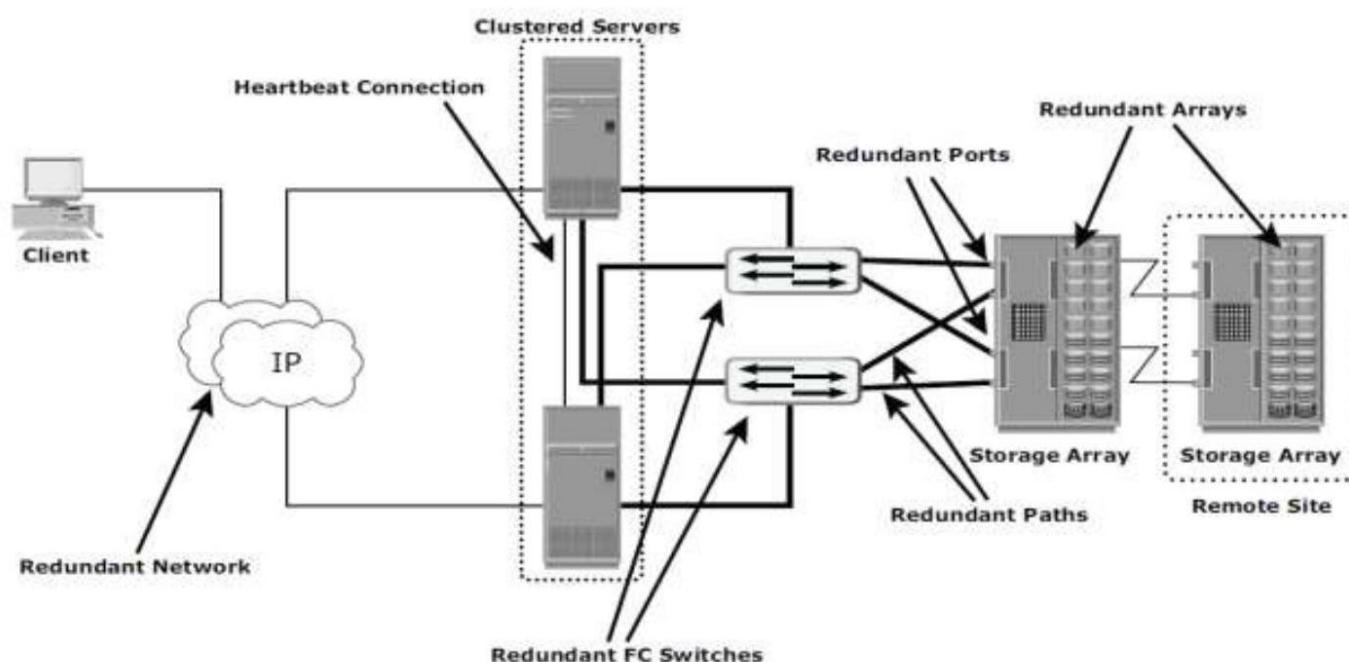 Clustered Servers
Heartbeat Connection
Redundant Arrays
Redundant Ports
Client
IP
Storage Array
Storage Array
Redundant Paths
Remote Site
Redundant Network
Redundant FC Switches